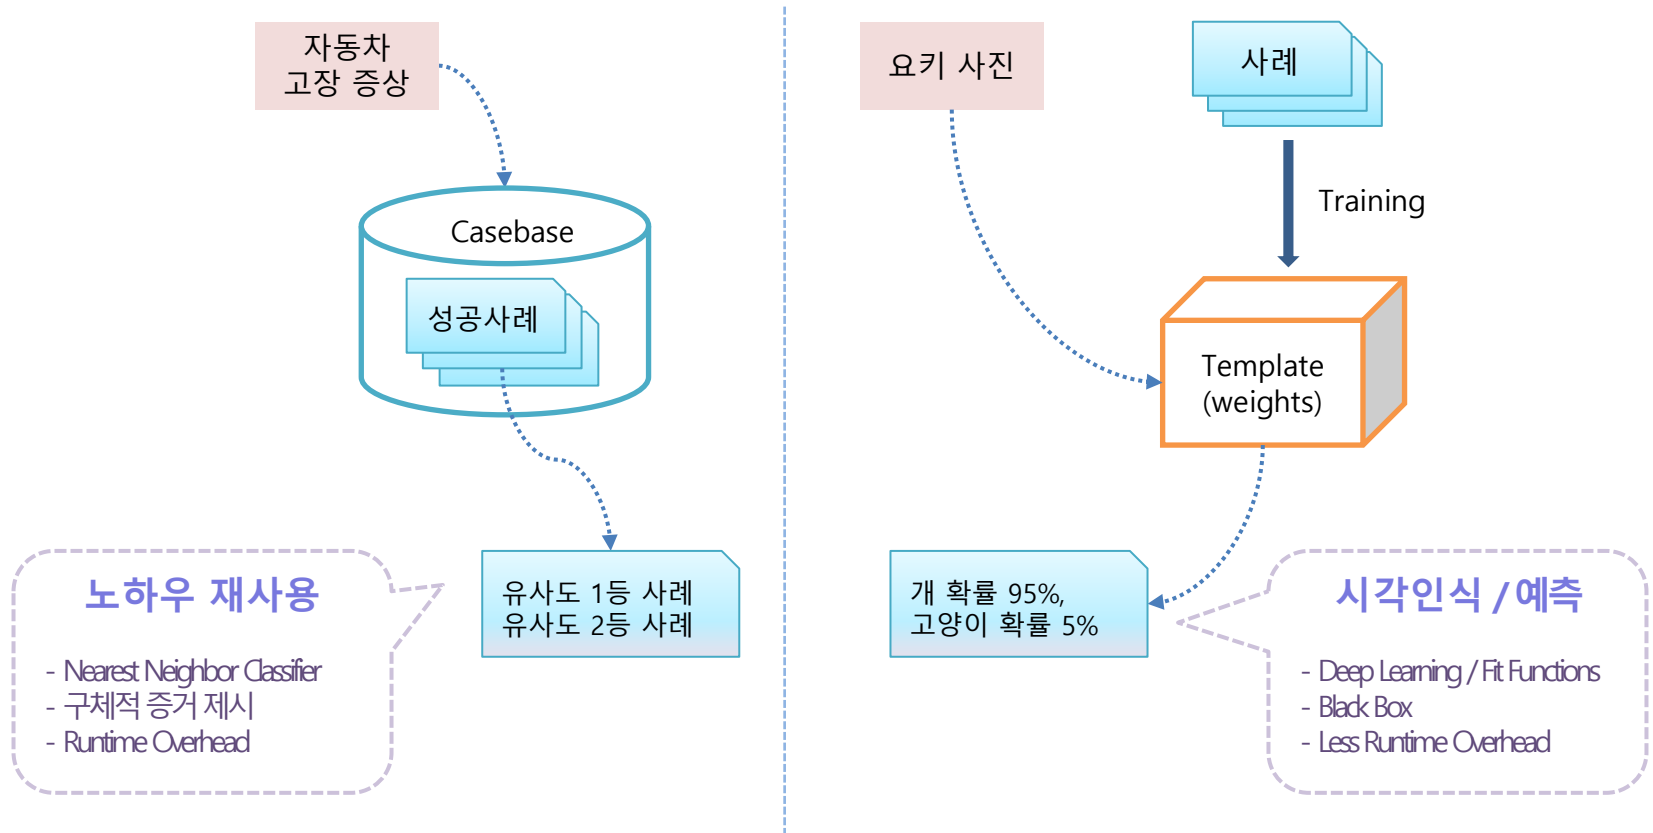 자동차
고장 증상
Casebase
성공사례
유사도 1등 사례
유사도 2등 사례
노하우 재사용
- Nearest Neighbor Classifier
- 구체적 증거 제시
- Runtime Overhead
요키 사진
사례
Training
Template
(weights)
개 확률 95%,
고양이 확률 5%
시각인식 / 예측
- Deep Learning / Fit Functions
- Black Box
- Less Runtime Overhead